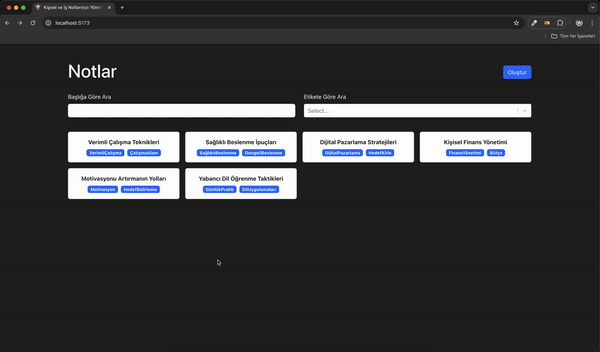 Kişisel ve İş Notlarınızı Yönet
localhost:5173
Tüm Yer İşaretleri
Notlar
Oluştur
Başlığa Göre Ara
Etikete Göre Ara
Select...
Verimli Çalışma Teknikleri
VerimliÇalışma
ÇalışmaAlanı
Sağlıklı Beslenme İpuçları
SağlıklıBeslenme
DengeliBeslenme
Dijital Pazarlama Stratejileri
DijitalPazarlama
HedefKitle
Kişisel Finans Yönetimi
FinansYönetimi
Bütçe
Motivasyonu Artırmanın Yolları
Motivasyon
HedefBelirleme
Yabancı Dil Öğrenme Taktikleri
GünlükPratik
DilUygulamaları